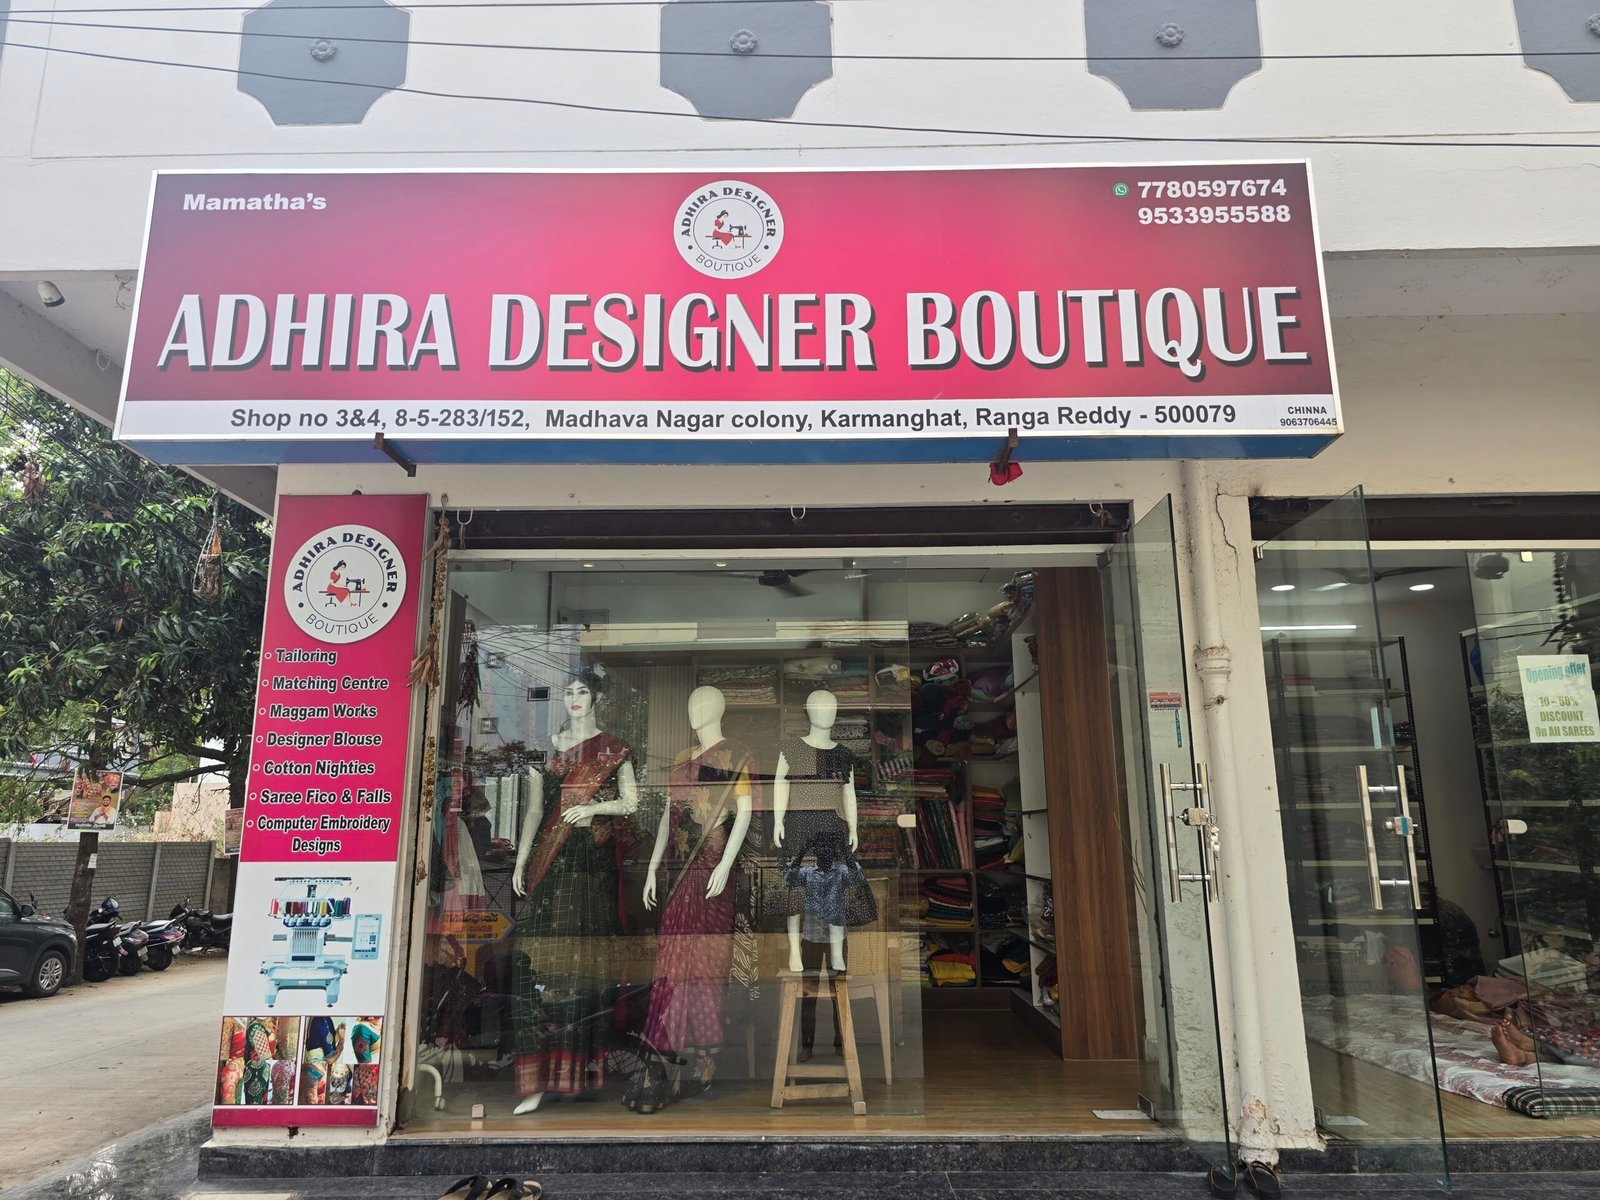 Mamatha's
ADHIRA DESIGNER
BOUTIQUE
7780597674
9533955588
ADHIRA DESIGNER BOUTIQUE
Shop no 3&4, 8-5-283/152, Madhava Nagar colony, Karmanghat, Ranga Reddy - 500079
CHINNA
9063706445
ADHIRA DESIGNER
BOUTIQUE
• Tailoring
• Matching Centre
• Maggam Works
• Designer Blouse
• Cotton Nighties
• Saree Fico & Falls
• Computer Embroidery
Designs
Opening offer
10 - 50%
DISCOUNT
On All SAREES